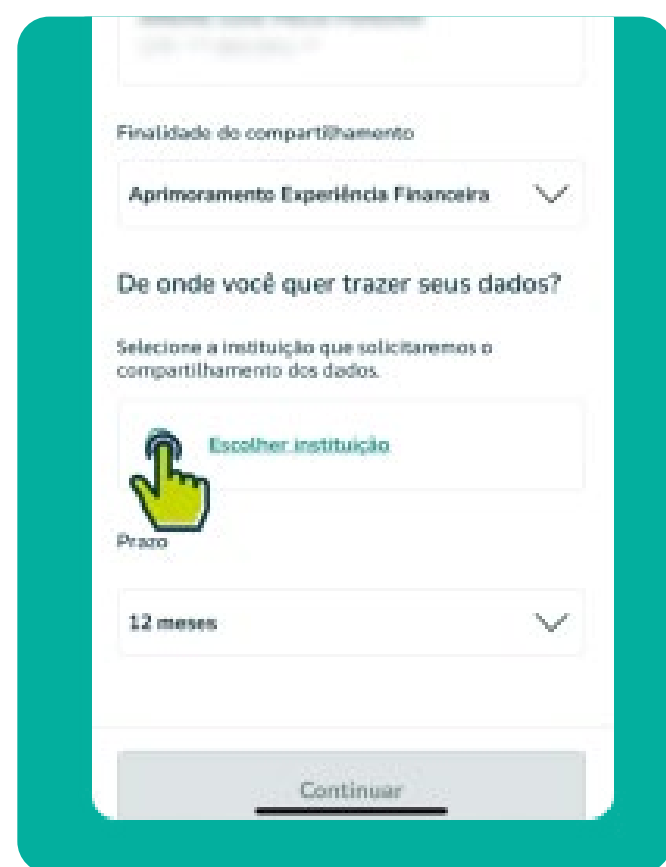 Finalidade do compartilhamento
Aprimoramento Experiência Financeira
De onde você quer trazer seus dados?
Selecione a instituição que solicitaremos o
compartilhamento dos dados.
Escolher instituição
Prazo
12 meses
Continuar